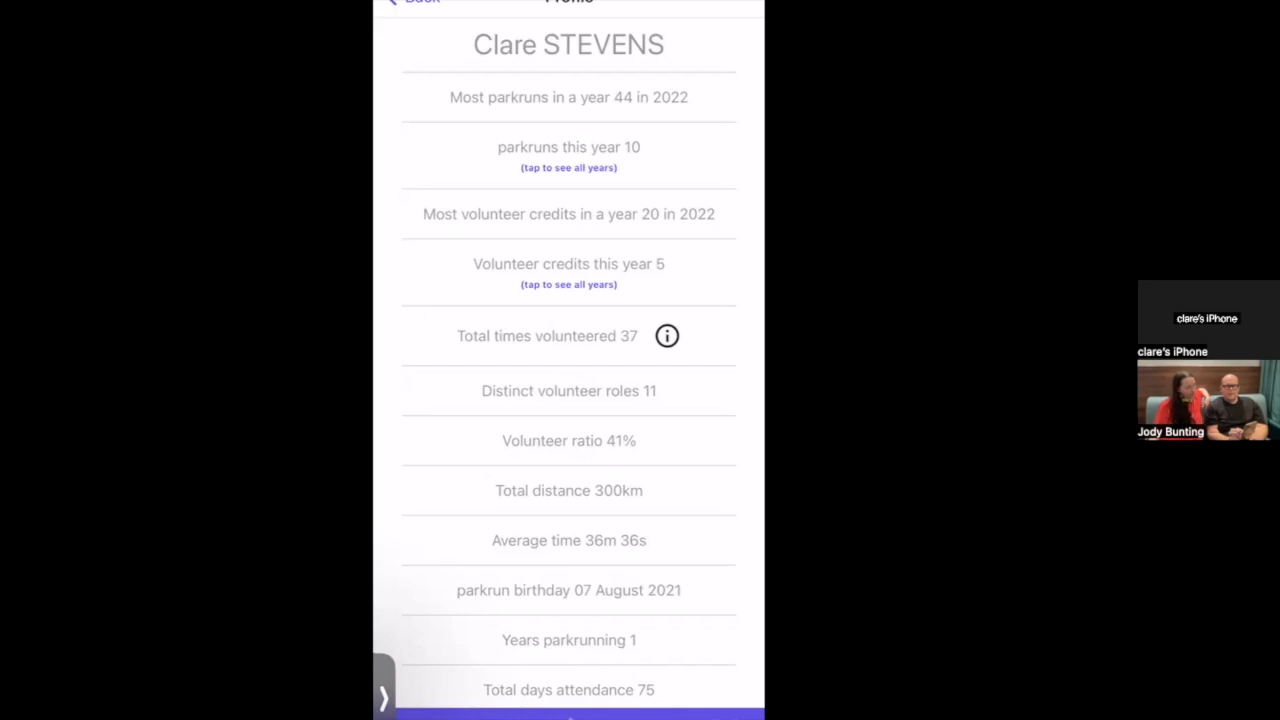 Clare STEVENS
Most parkruns in a year 44 in 2022
parkruns this year 10
(tap to see all years)
Most volunteer credits in a year 20 in 2022
Volunteer credits this year 5
(tap to see all years)
Total times volunteered 37
Distinct volunteer roles 11
Volunteer ratio 41%
Total distance 300km
Average time 36m 36s
parkrun birthday 07 August 2021
Years parkrunning 1
Total days attendance 75
clare's iPhone
clare's iPhone
Jody Bunting